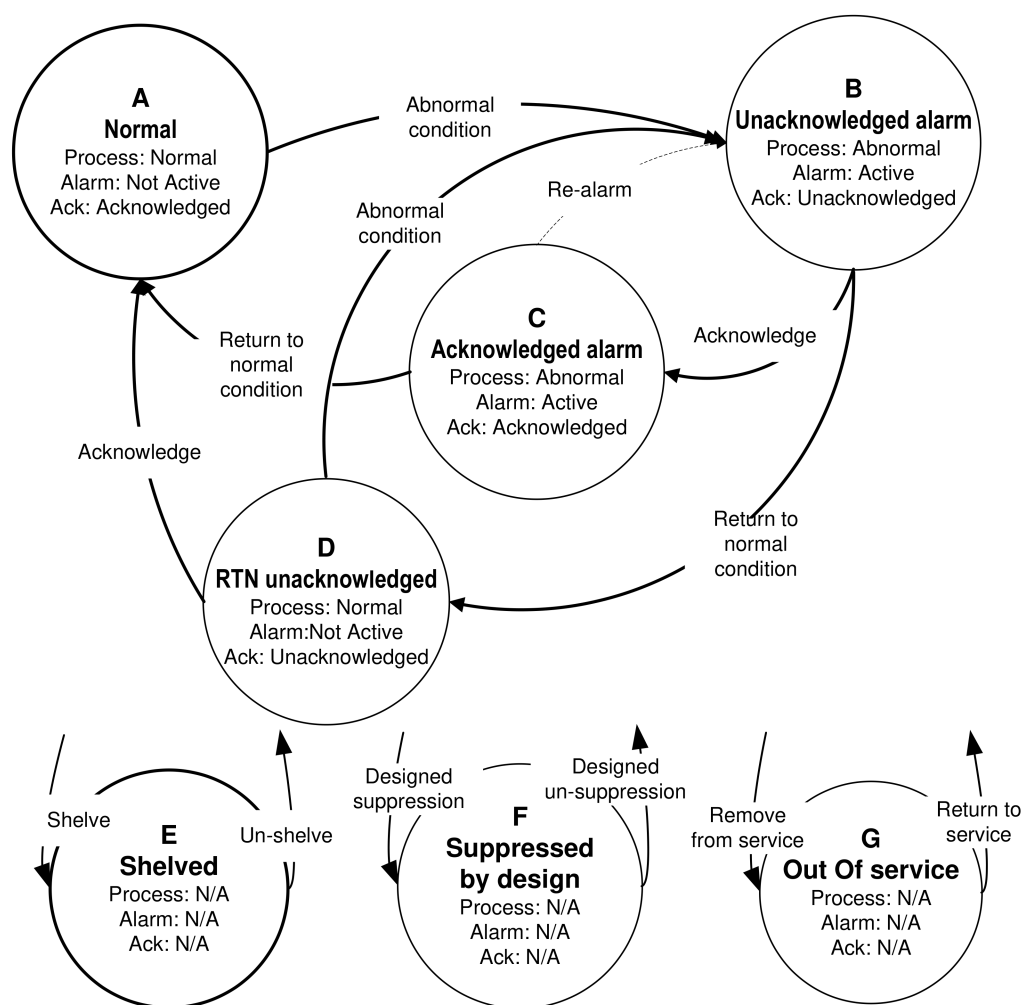 A
Normal
Process: Normal
Alarm: Not Active
Ack: Acknowledged
Abnormal
condition
B
Unacknowledged alarm
Process: Abnormal
Alarm: Active
Ack: Unacknowledged
Re-alarm
Abnormal
condition
C
Acknowledged alarm
Process: Abnormal
Alarm: Active
Ack: Acknowledged
Acknowledge
Return to
normal
condition
Acknowledge
D
RTN unacknowledged
Process: Normal
Alarm:Not Active
Ack: Unacknowledged
Return to
normal
condition
Shelve
E
Shelved
Process: N/A
Alarm: N/A
Ack: N/A
Un-shelve
Designed
suppression
F
Suppressed
by design
Process: N/A
Alarm: N/A
Ack: N/A
Designed
un-suppression
Remove
from service
G
Out Of service
Process: N/A
Alarm: N/A
Ack: N/A
Return to
service